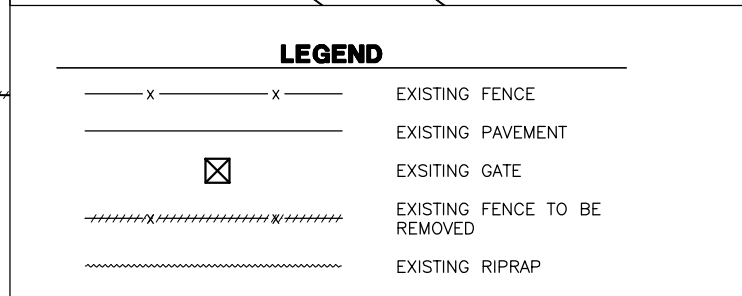 LEGEND
X X EXISTING FENCE
EXISTING PAVEMENT
EXSITING GATE
X X EXISTING FENCE TO BE
REMOVED
EXISTING RIPRAP